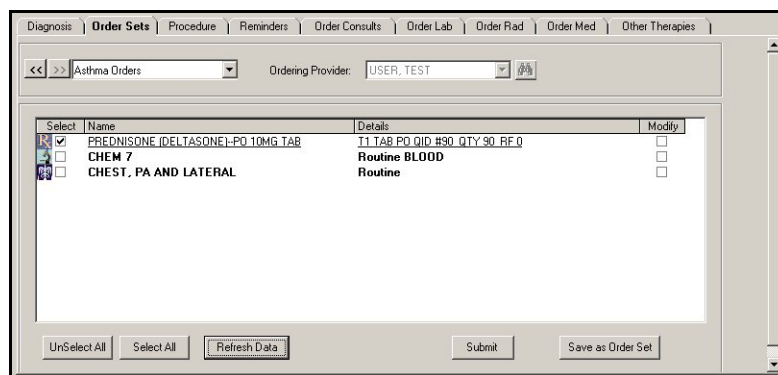 Diagnosis Order Sets Procedure Reminders Order Consults Order Lab Order Rad Order Med Other Therapies
<< >> Asthma Orders Ordering Provider: USER, TEST
Select Name Details Modify
PREDNISONE (DELTASONE)--PO 10MG TAB T1 TAB PO QID #90 QTY 90 RF 0
CHEM 7 Routine BLOOD
CHEST, PA AND LATERAL Routine
UnSelect All Select All Refresh Data Submit Save as Order Set